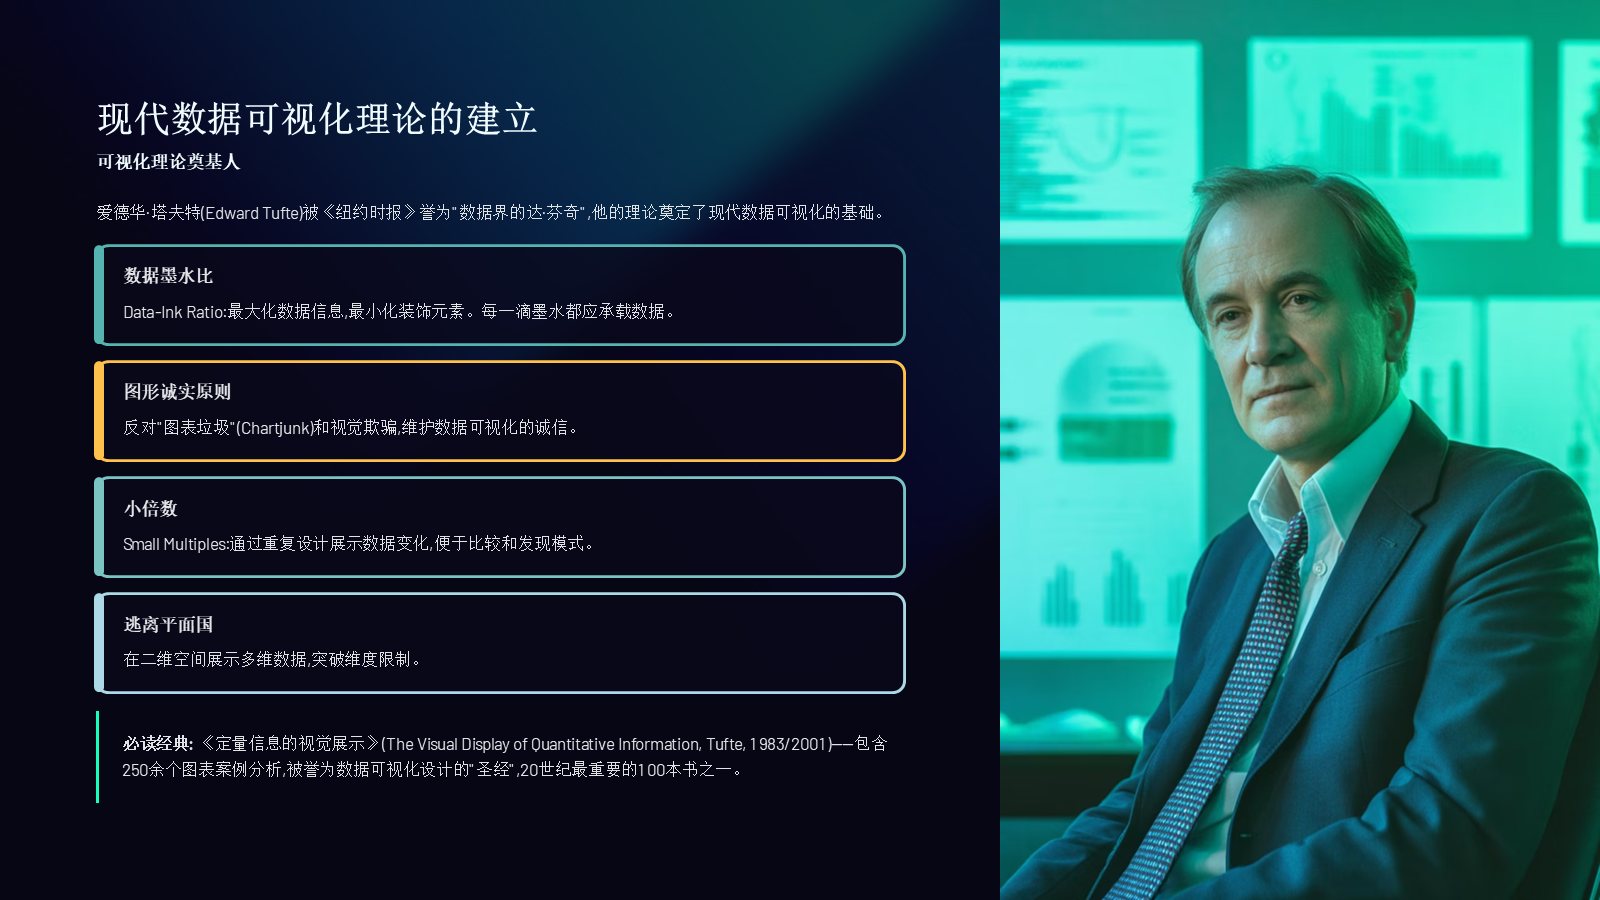 现代数据可视化理论的建立
可视化理论奠基人
爱德华·塔夫特(Edward Tufte)被《纽约时报》誉为"数据界的达·芬奇",他的理论奠定了现代数据可视化的基础。
数据墨水比
Data-Ink Ratio:最大化数据信息,最小化装饰元素。每一滴墨水都应承载数据。
图形诚实原则
反对"图表垃圾"(Chartjunk)和视觉欺骗,维护数据可视化的诚信。
小倍数
Small Multiples:通过重复设计展示数据变化,便于比较和发现模式。
逃离平面国
在二维空间展示多维数据,突破维度限制。
必读经典: 《定量信息的视觉展示》(The Visual Display of Quantitative Information, Tufte, 1983/2001)——包含
250余个图表案例分析,被誉为数据可视化设计的"圣经",20世纪最重要的100本书之一。